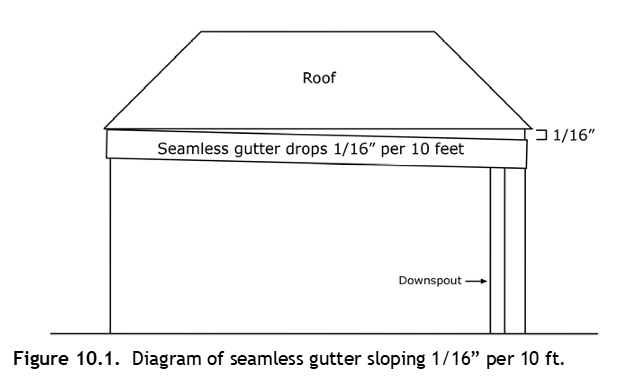 Roof
1/16"
Seamless gutter drops 1/16" per 10 feet
Downspout
Figure 10.1. Diagram of seamless gutter sloping 1/16” per 10 ft.